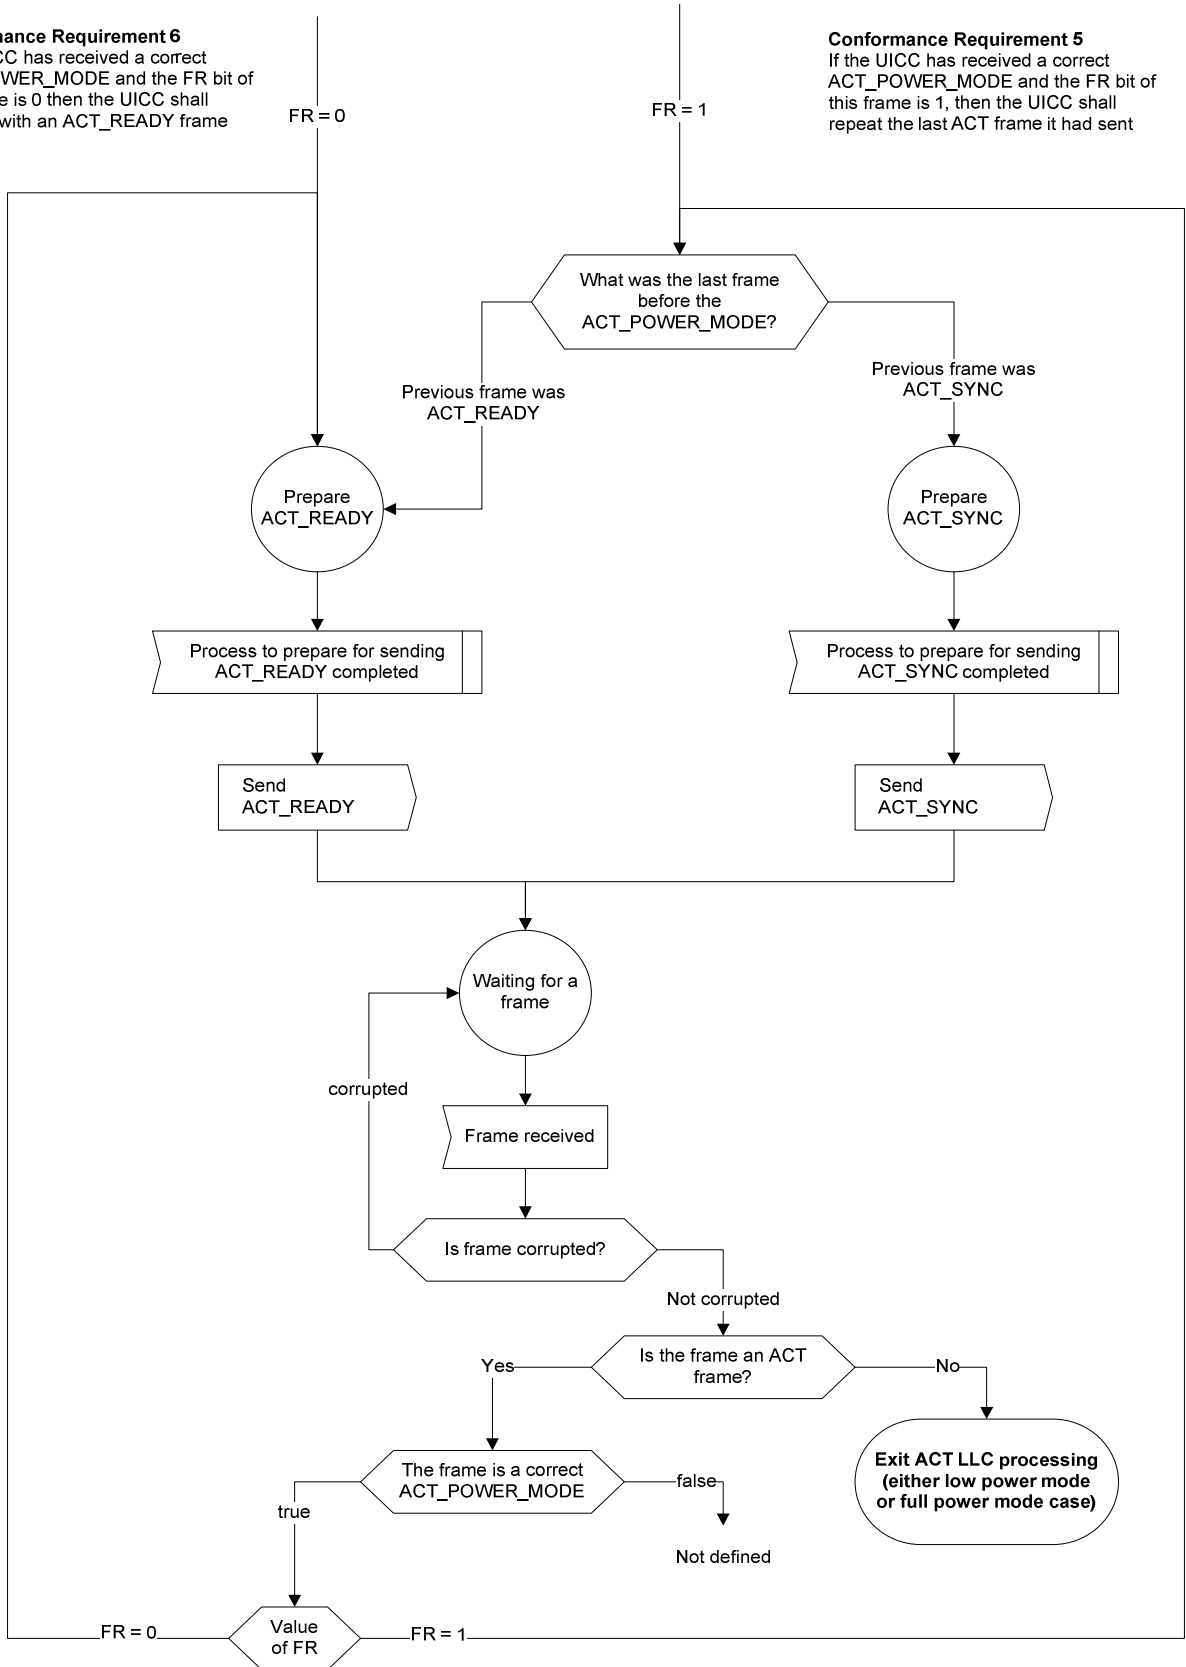 nance Requirement 6
CC has received a correct
OWER_MODE and the FR bit of
e is 0 then the UICC shall
with an ACT_READY frame
FR = 0
FR = 1
Conformance Requirement 5
If the UICC has received a correct
ACT_POWER_MODE and the FR bit of
this frame is 1, then the UICC shall
repeat the last ACT frame it had sent
What was the last frame
before the
ACT_POWER_MODE?
Previous frame was
ACT_READY
Previous frame was
ACT_SYNC
Prepare
ACT_READY
Prepare
ACT_SYNC
Process to prepare for sending
ACT_READY completed
Process to prepare for sending
ACT_SYNC completed
Send
ACT_READY
Send
ACT_SYNC
Waiting for a
frame
corrupted
Frame received
Is frame corrupted?
Not corrupted
Is the frame an ACT
frame?
Yes
No
The frame is a correct
ACT_POWER_MODE
false
true
Not defined
Exit ACT LLC processing
(either low power mode
or full power mode case)
Value
of FR
FR = 0
FR = 1